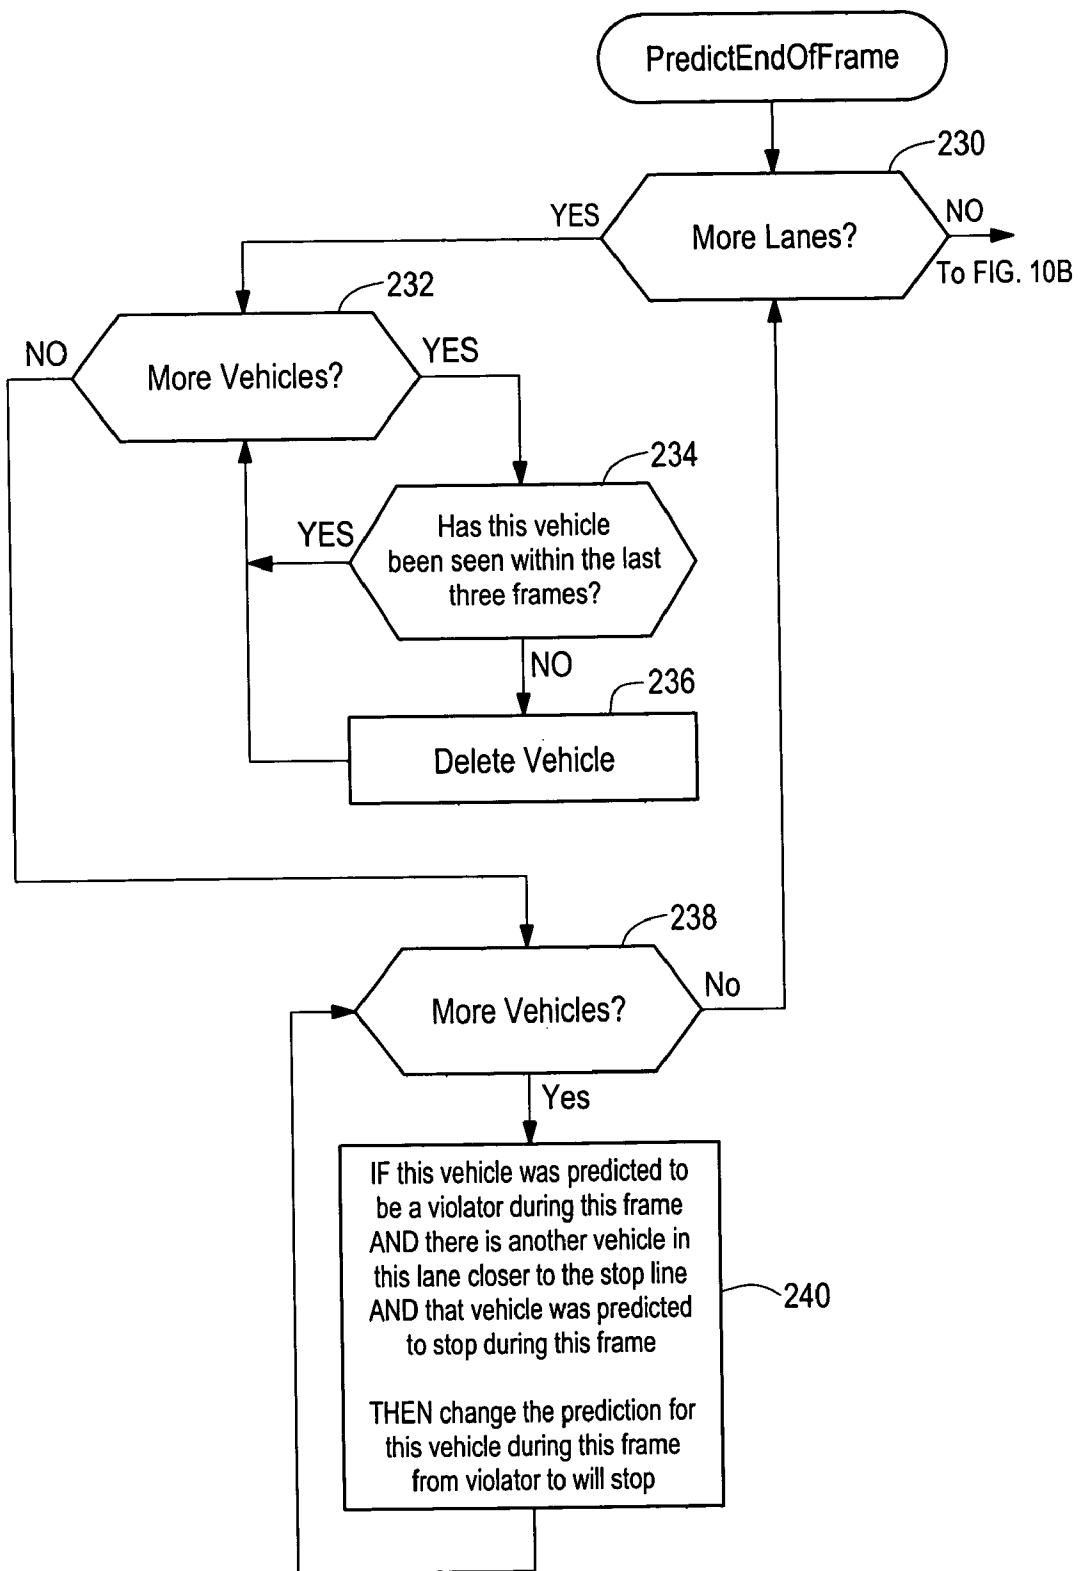 PredictEndOfFrame
230
YES
More Lanes?
NO
To FIG. 10B
232
NO
More Vehicles?
YES
234
YES
Has this vehicle
been seen within the last
three frames?
NO
236
Delete Vehicle
238
More Vehicles?
No
Yes
IF this vehicle was predicted to
be a violator during this frame
AND there is another vehicle in
this lane closer to the stop line
AND that vehicle was predicted
to stop during this frame
THEN change the prediction for
this vehicle during this frame
from violator to will stop
240